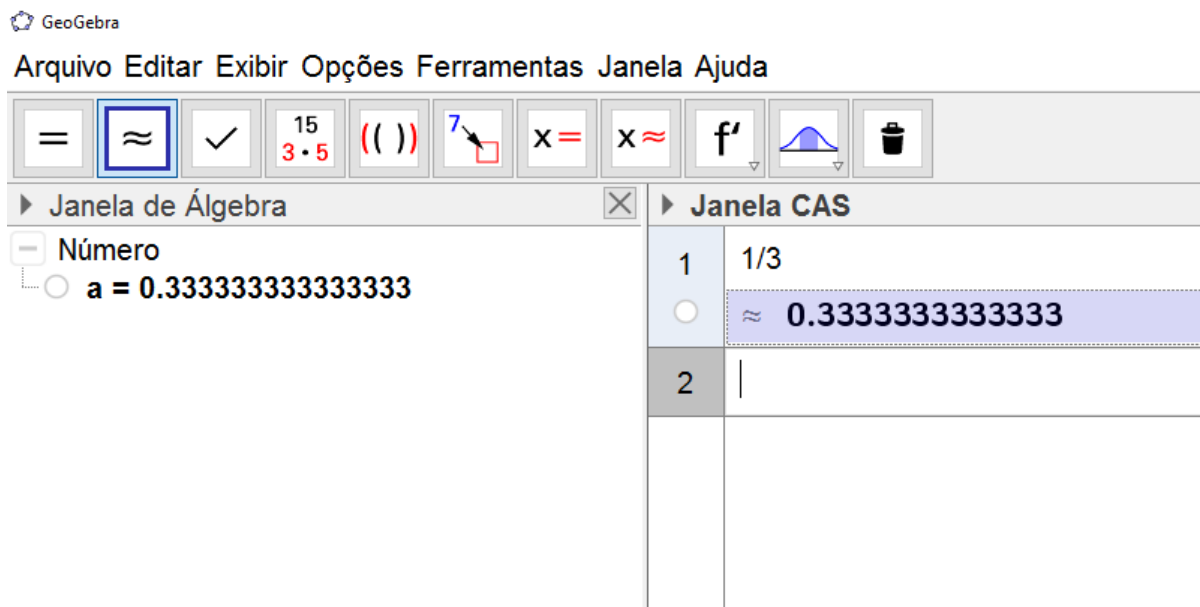 GeoGebra
Arquivo Editar Exibir Opções Ferramentas Janela Ajuda
= ≈ ✓ 15 (( )) 7 x = x ≈ f′
3 · 5
Janela de Álgebra
Número
a = 0.333333333333333
Janela CAS
1
1/3
≈ 0.3333333333333
2